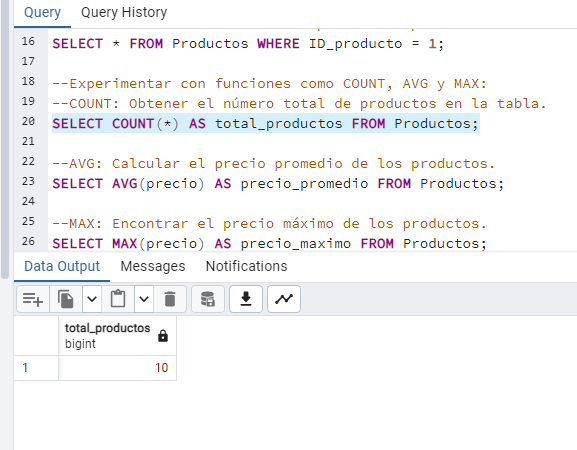 Query Query History
16 SELECT * FROM Productos WHERE ID_producto = 1;
17
18 --Experimentar con funciones como COUNT, AVG y MAX:
19 --COUNT: Obtener el número total de productos en la tabla.
20 SELECT COUNT(*) AS total_productos FROM Productos;
21
22 --AVG: Calcular el precio promedio de los productos.
23 SELECT AVG(precio) AS precio_promedio FROM Productos;
24
25 --MAX: Encontrar el precio máximo de los productos.
26 SELECT MAX(precio) AS precio_maximo FROM Productos;
Data Output Messages Notifications
total_productos
bigint
1 10